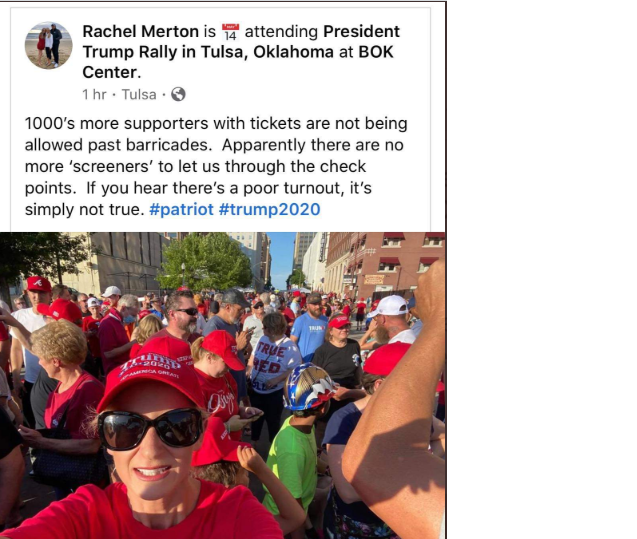 Rachel Merton is 14 attending President
Trump Rally in Tulsa, Oklahoma at BOK
Center.
1 hr · Tulsa ·
1000's more supporters with tickets are not being
allowed past barricades. Apparently there are no
more 'screeners' to let us through the check
points. If you hear there's a poor turnout, it's
simply not true. #patriot #trump2020
Trump
2020
AMERICA GREAT
TRUE
RED